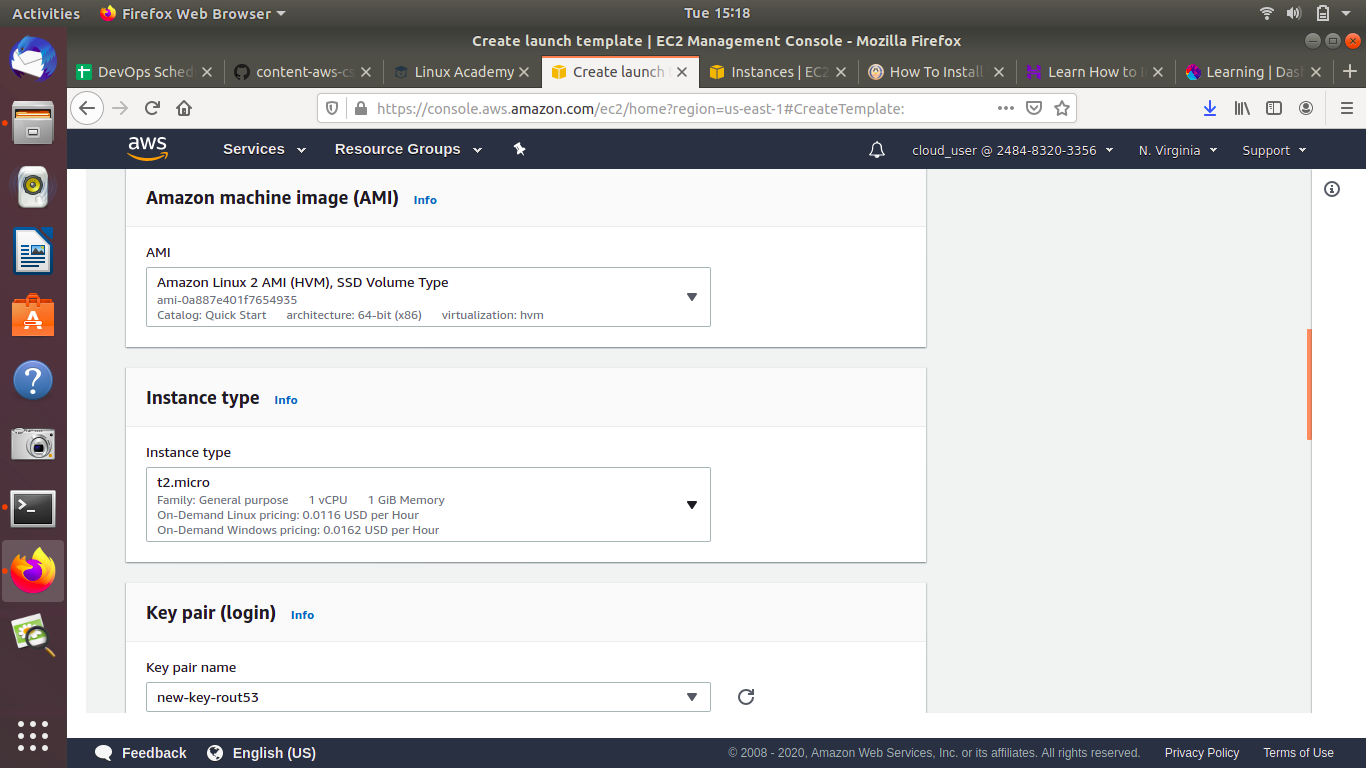 Activities
Firefox Web Browser
Tue 15:18
Create launch template | EC2 Management Console - Mozilla Firefox
DevOps Sched
content-aws-cs
Linux Academy
Create launch
Instances | EC2
How To Install
Learn How to I
Learning | Das
https://console.aws.amazon.com/ec2/home?region=us-east-1#CreateTemplate:
aws
Services
Resource Groups
cloud_user @ 2484-8320-3356
N. Virginia
Support
Amazon machine image (AMI) Info
AMI
Amazon Linux 2 AMI (HVM), SSD Volume Type
ami-0a887e401f7654935
Catalog: Quick Start architecture: 64-bit (x86) virtualization: hvm
Instance type Info
Instance type
t2.micro
Family: General purpose 1 vCPU 1 GiB Memory
On-Demand Linux pricing: 0.0116 USD per Hour
On-Demand Windows pricing: 0.0162 USD per Hour
Key pair (login) Info
Key pair name
new-key-rout53
Feedback
English (US)
© 2008 - 2020, Amazon Web Services, Inc. or its affiliates. All rights reserved.
Privacy Policy
Terms of Use